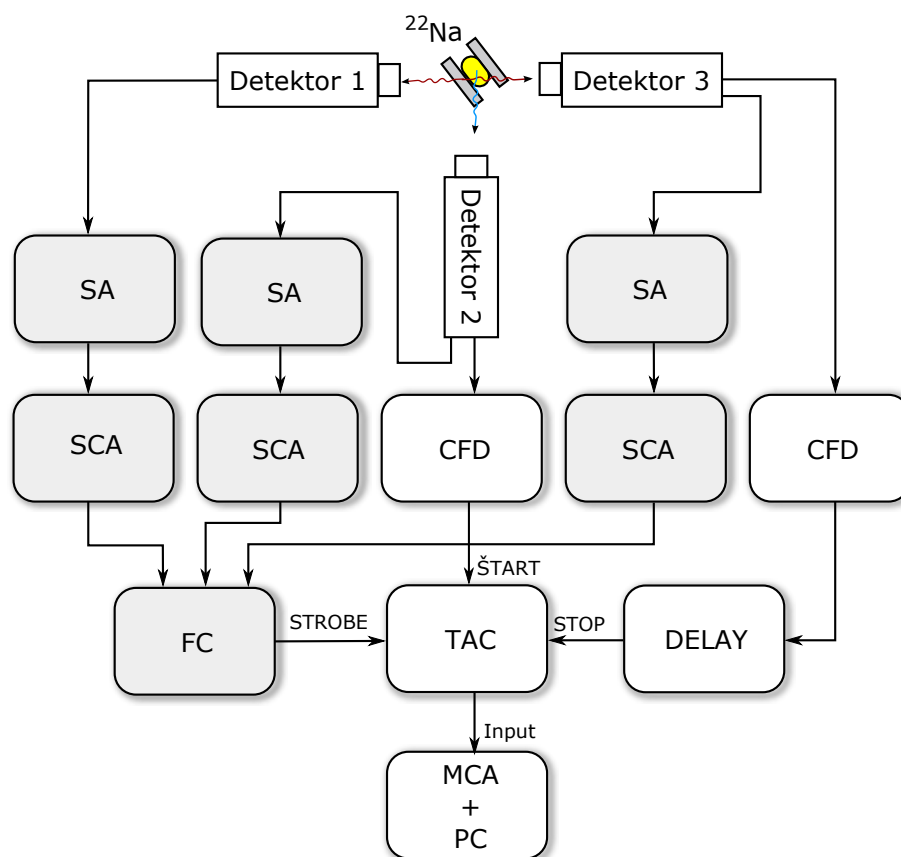 ²²Na
Detektor 1
Detektor 3
Detektor 2
SA
SA
SA
SCA
SCA
CFD
SCA
CFD
ŠTART
FC
STROBE
TAC
STOP
DELAY
Input
MCA
+
PC